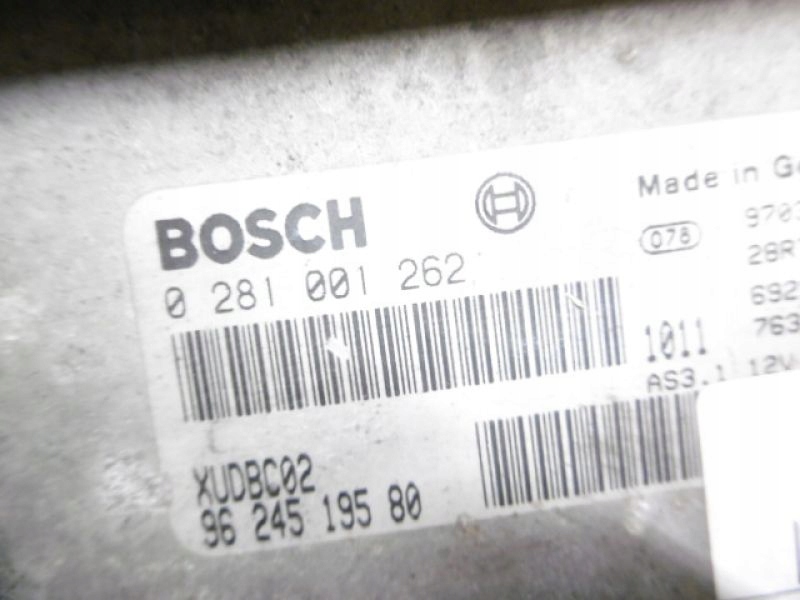 BOSCH
0 281 001 262
XUDBC02
96 245 195 80
Made in
078
1011
AS3.1 12V